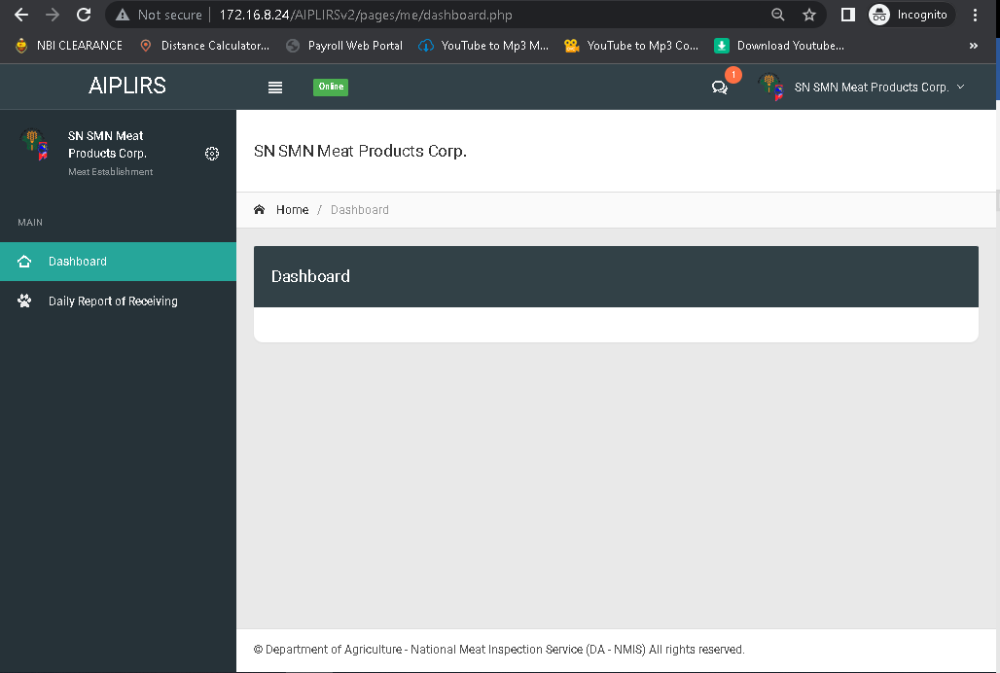 Not secure 172.16.8.24/AIPLIRSv2/pages/me/dashboard.php Incognito
NBI CLEARANCE Distance Calculator... Payroll Web Portal YouTube to Mp3 M... YouTube to Mp3 Co... Download Youtube... »
AIPLIRS Online 1 SN SMN Meat Products Corp.
SN SMN Meat
Products Corp.
Meat Establishment
MAIN
Dashboard
Daily Report of Receiving
SN SMN Meat Products Corp.
Home / Dashboard
Dashboard
© Department of Agriculture - National Meat Inspection Service (DA - NMIS) All rights reserved.